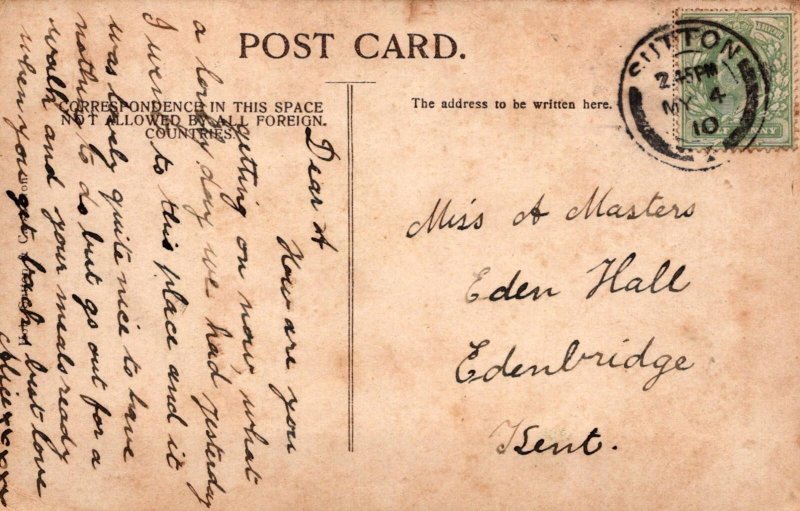 POST CARD.
CORRESPONDENCE IN THIS SPACE
NOT ALLOWED BY ALL FOREIGN
COUNTRIES.
The address to be written here.
SUTTON
2.45PM
MY 4
10
Dear A
How are you
getting on now, what
a lovely day we had yesterday
I went to this place and it
was lovely quite nice to have
nothing to do but go out for a
walk and your meals ready
when you get back, best love
Alice xxxx
Miss A Masters
Eden Hall
Edenbridge
Kent.